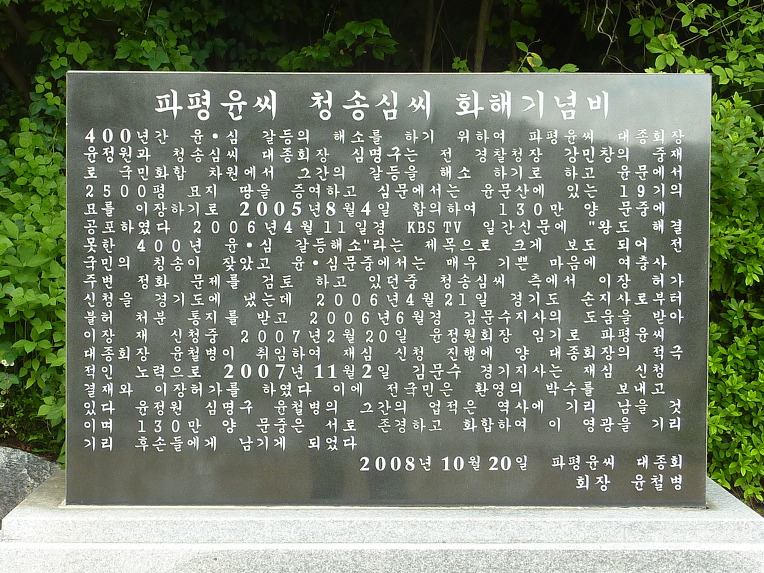 파평윤씨 청송심씨 화해기념비
400년간 윤·심 갈등의 해소를 하기 위하여 파평윤씨 대종회장
윤정원과 청송심씨 대종회장 심명구는 전 경찰청장 강민창의 중재
로 국민화합 차원에서 그간의 갈등을 해소 하기로 하고 윤문에서
2500평 묘지 땅을 증여하고 심문에서는 윤문산에 있는 19기의
묘를 이장하기로 2005년8월4일 합의하여 130만 양 문중에
공포하였다 2006년4월11일경 KBS TV 일간신문에 "왕도 해결
못한 400년 윤·심 갈등해소"라는 제목으로 크게 보도 되어 전
국민의 칭송이 잦았고 윤·심문중에서는 매우 기쁜 마음에 여충사
주변 정화 문제를 검토 하고 있던중 청송심씨 측에서 이장 허가
신청을 경기도에 냈는데 2006년4월21일 경기도 손지사로부터
불허 처분 통지를 받고 2006년6월경 김문수지사의 도움을 받아
이장 재 신청중 2007년2월20일 윤정원회장 임기로 파평윤씨
대종회장 윤철병이 취임하여 재심 신청 진행에 양 대종회장의 적극
적인 노력으로 2007년11월2일 김문수 경기지사는 재심 신청
결재와 이장허가를 하였다 이에 전국민은 환영의 박수를 보내고
있다 윤정원 심명구 윤철병의 그간의 업적은 역사에 기리 남을 것
이며 130만 양 문중은 서로 존경하고 화합하여 이 영광을 기리
기리 후손들에게 남기게 되었다
2008년 10월20일 파평윤씨 대종회
회장 윤철병